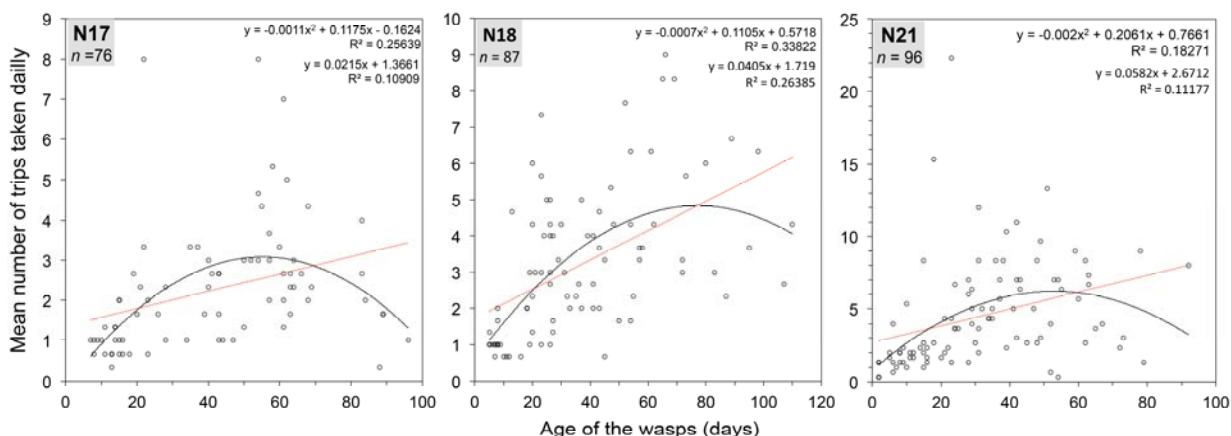 Mean number of trips taken dailly
N17
n =76
y = -0.0011x² + 0.1175x - 0.1624
R² = 0.25639
y = 0.0215x + 1.3661
R² = 0.10909
9
8
7
6
5
4
3
2
1
0
0 20 40 60 80 100
N18
n = 87
y = -0.0007x² + 0.1105x + 0.5718
R² = 0.33822
y = 0.0405x + 1.719
R² = 0.26385
10
9
8
7
6
5
4
3
2
1
0
0 20 40 60 80 100 120
N21
n = 96
y = -0.002x² + 0.2061x + 0.7661
R² = 0.18271
y = 0.0582x + 2.6712
R² = 0.11177
25
20
15
10
5
0
0 20 40 60 80 100
Age of the wasps (days)